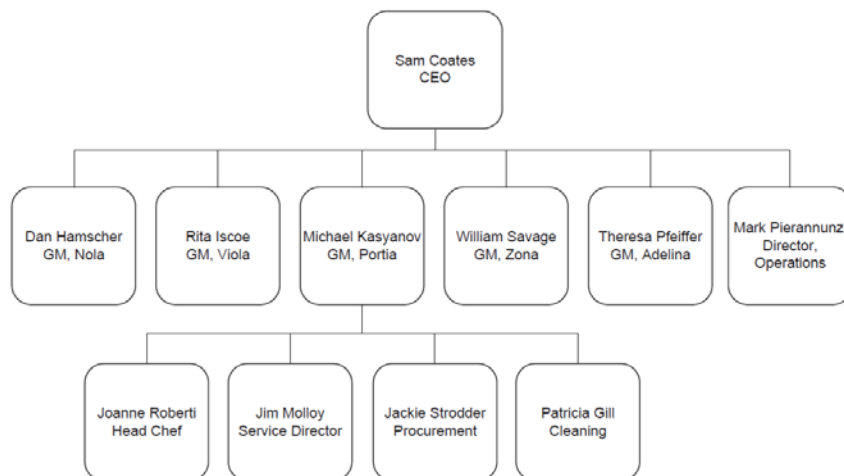 Sam Coates
CEO
Dan Hamscher
GM, Nola
Rita Iscoe
GM, Viola
Michael Kasyanov
GM, Portia
William Savage
GM, Zona
Theresa Pfeiffer
GM, Adelina
Mark Pierannunz
Director,
Operations
Joanne Roberti
Head Chef
Jim Molloy
Service Director
Jackie Strodder
Procurement
Patricia Gill
Cleaning